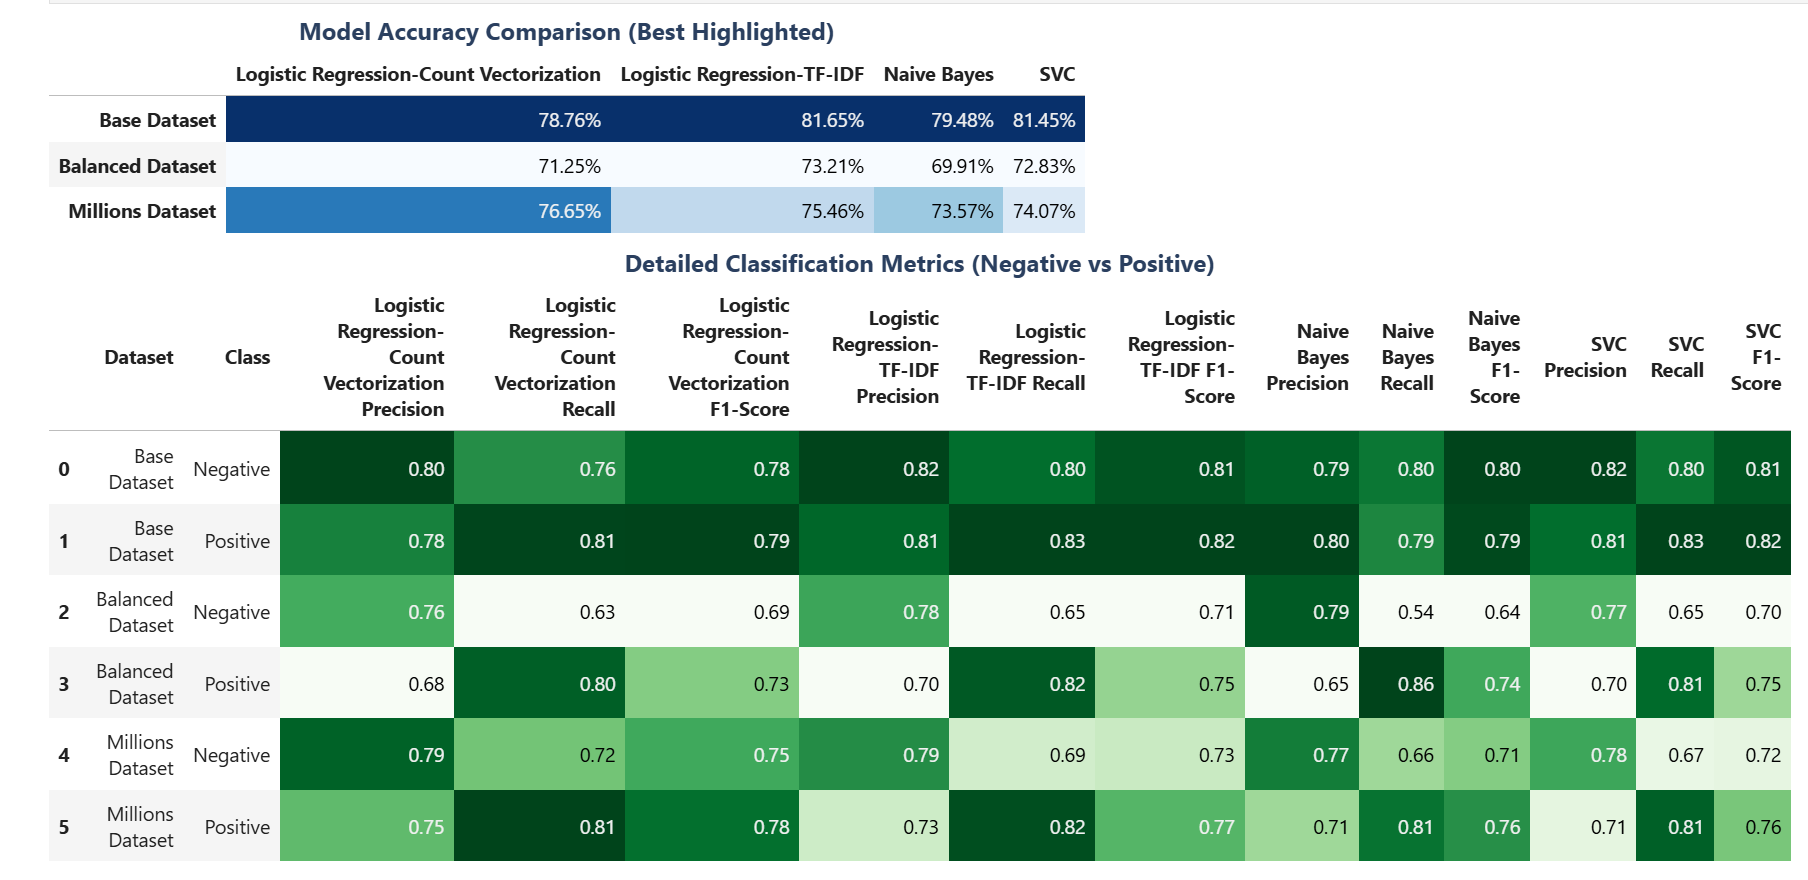 Model Accuracy Comparison (Best Highlighted)
Logistic Regression-Count Vectorization Logistic Regression-TF-IDF Naive Bayes SVC
Base Dataset 78.76% 81.65% 79.48% 81.45%
Balanced Dataset 71.25% 73.21% 69.91% 72.83%
Millions Dataset 76.65% 75.46% 73.57% 74.07%
Detailed Classification Metrics (Negative vs Positive)
Dataset Class Logistic Regression-Count Vectorization Precision Logistic Regression-Count Vectorization Recall Logistic Regression-Count Vectorization F1-Score Logistic Regression-TF-IDF Precision Logistic Regression-TF-IDF Recall Logistic Regression-TF-IDF F1-Score Naive Bayes Precision Naive Bayes Recall Naive Bayes F1-Score SVC Precision SVC Recall SVC F1-Score
0 Base Dataset Negative 0.80 0.76 0.78 0.82 0.80 0.81 0.79 0.80 0.80 0.82 0.80 0.81
1 Base Dataset Positive 0.78 0.81 0.79 0.81 0.83 0.82 0.80 0.79 0.79 0.81 0.83 0.82
2 Balanced Dataset Negative 0.76 0.63 0.69 0.78 0.65 0.71 0.79 0.54 0.64 0.77 0.65 0.70
3 Balanced Dataset Positive 0.68 0.80 0.73 0.70 0.82 0.75 0.65 0.86 0.74 0.70 0.81 0.75
4 Millions Dataset Negative 0.79 0.72 0.75 0.79 0.69 0.73 0.77 0.66 0.71 0.78 0.67 0.72
5 Millions Dataset Positive 0.75 0.81 0.78 0.73 0.82 0.77 0.71 0.81 0.76 0.71 0.81 0.76